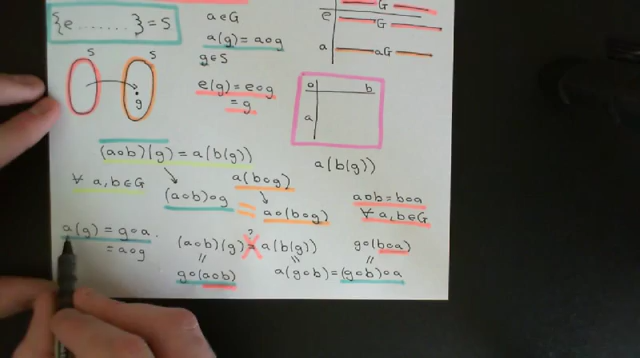 {e .......} = S
a∈G
a(g) = a∘g
g∈S
G
e G
a aG
S S
g
e(g) = e∘g
= g
∘ b
a
(a∘b)(g) = a(b(g))
a(b(g))
∀ a,b∈G
a(b∘g)
(a∘b)∘g = a∘(b∘g)
a∘b = b∘a
∀ a,b∈G
a(g) = g∘a.
= a∘g
(a∘b)(g) ?= a(b(g))
g∘(b∘a)
g∘(a∘b)
a(g∘b) = (g∘b)∘a